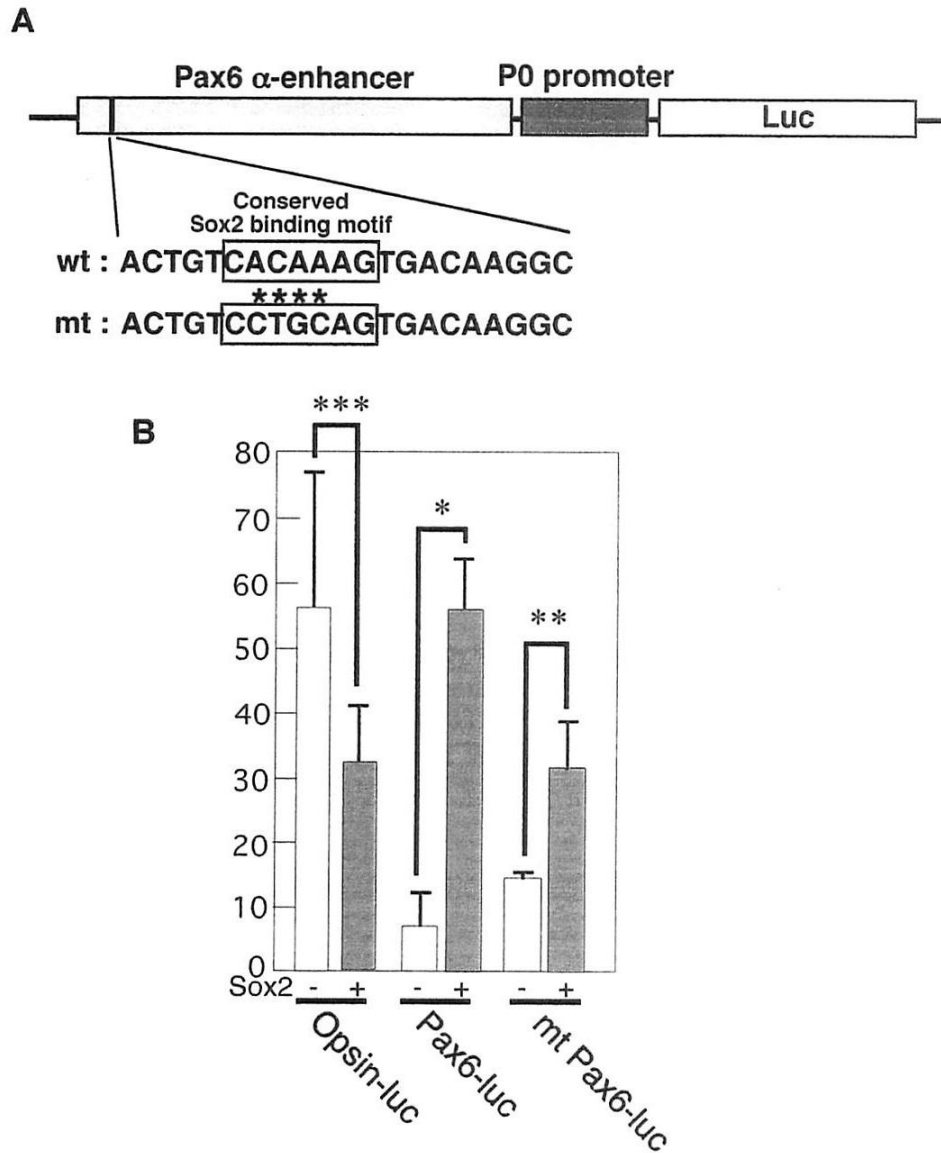 A
Pax6 α-enhancer P0 promoter
Luc
Conserved
Sox2 binding motif
wt : ACTGTCACAAAGTGACAAGGC
****
mt : ACTGTCCTGCAGTGACAAGGC
B
***
80
70
*
60
**
50
40
30
20
10
0
Sox2 - + - + - +
Opsin-luc
Pax6-luc
mt Pax6-luc